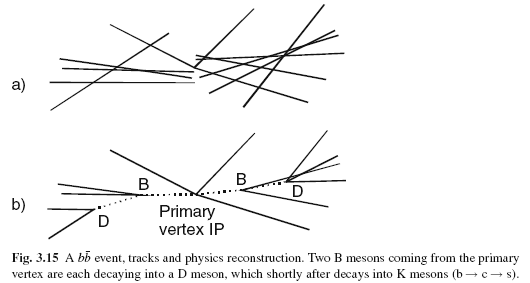 a)
b)
B
B
D
D
Primary
vertex IP
Fig. 3.15 A bb̄ event, tracks and physics reconstruction. Two B mesons coming from the primary
vertex are each decaying into a D meson, which shortly after decays into K mesons (b → c → s).